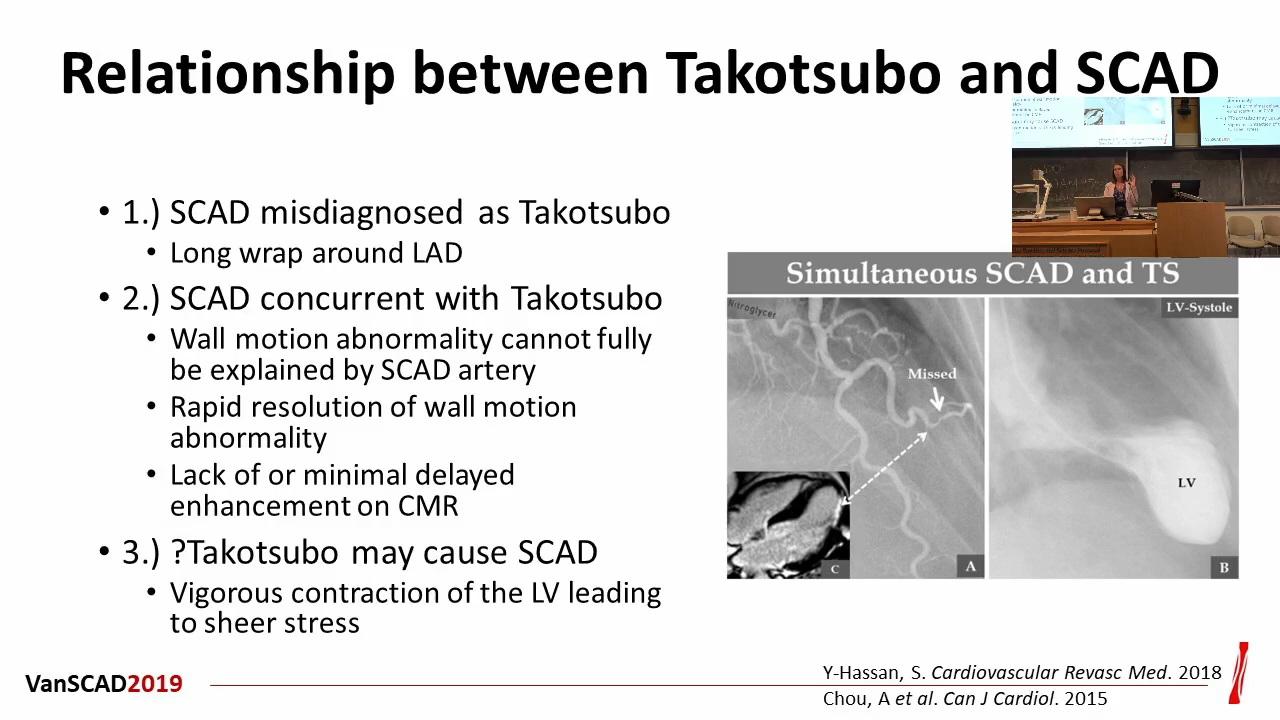 Relationship between Takotsubo and SCAD
• 1.) SCAD misdiagnosed as Takotsubo
• Long wrap around LAD
• 2.) SCAD concurrent with Takotsubo
• Wall motion abnormality cannot fully
be explained by SCAD artery
• Rapid resolution of wall motion
abnormality
• Lack of or minimal delayed
enhancement on CMR
• 3.) ?Takotsubo may cause SCAD
• Vigorous contraction of the LV leading
to sheer stress
Simultaneous SCAD and TS
Nitroglycer
LV-Systole
Missed
LV
C
A
B
VanSCAD2019
Y-Hassan, S. Cardiovascular Revasc Med. 2018
Chou, A et al. Can J Cardiol. 2015